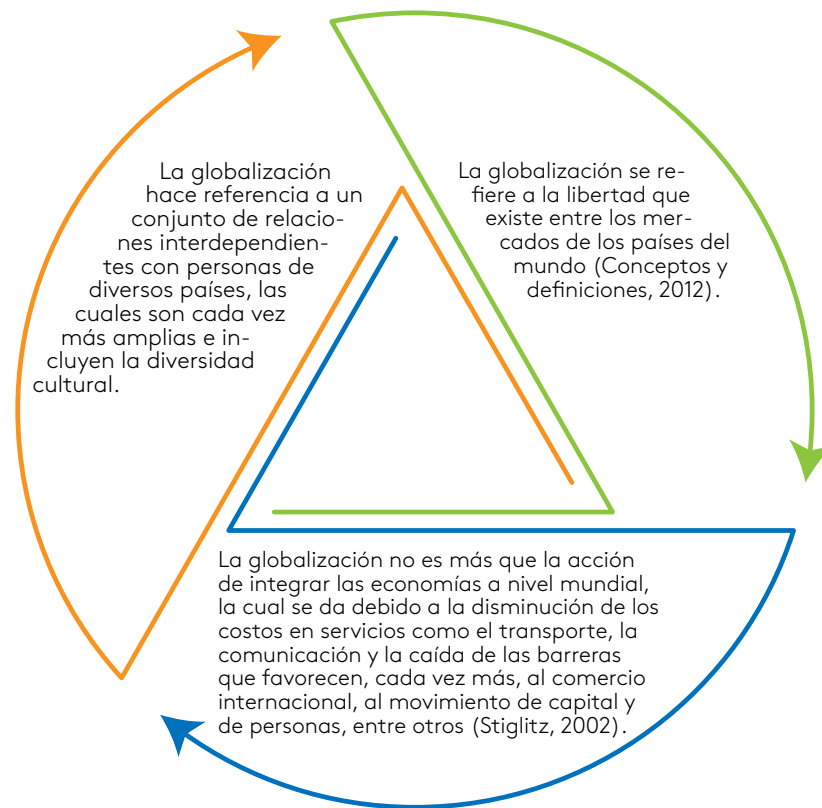 La globalización
hace referencia a un
conjunto de relacio-
nes interdependien-
tes con personas de
diversos países, las
cuales son cada vez
más amplias e in-
cluyen la diversidad
cultural.
La globalización se re-
fiere a la libertad que
existe entre los mer-
cados de los países del
mundo (Conceptos y
definiciones, 2012).
La globalización no es más que la acción
de integrar las economías a nivel mundial,
la cual se da debido a la disminución de los
costos en servicios como el transporte, la
comunicación y la caída de las barreras
que favorecen, cada vez más, al comercio
internacional, al movimiento de capital y
de personas, entre otros (Stiglitz, 2002).